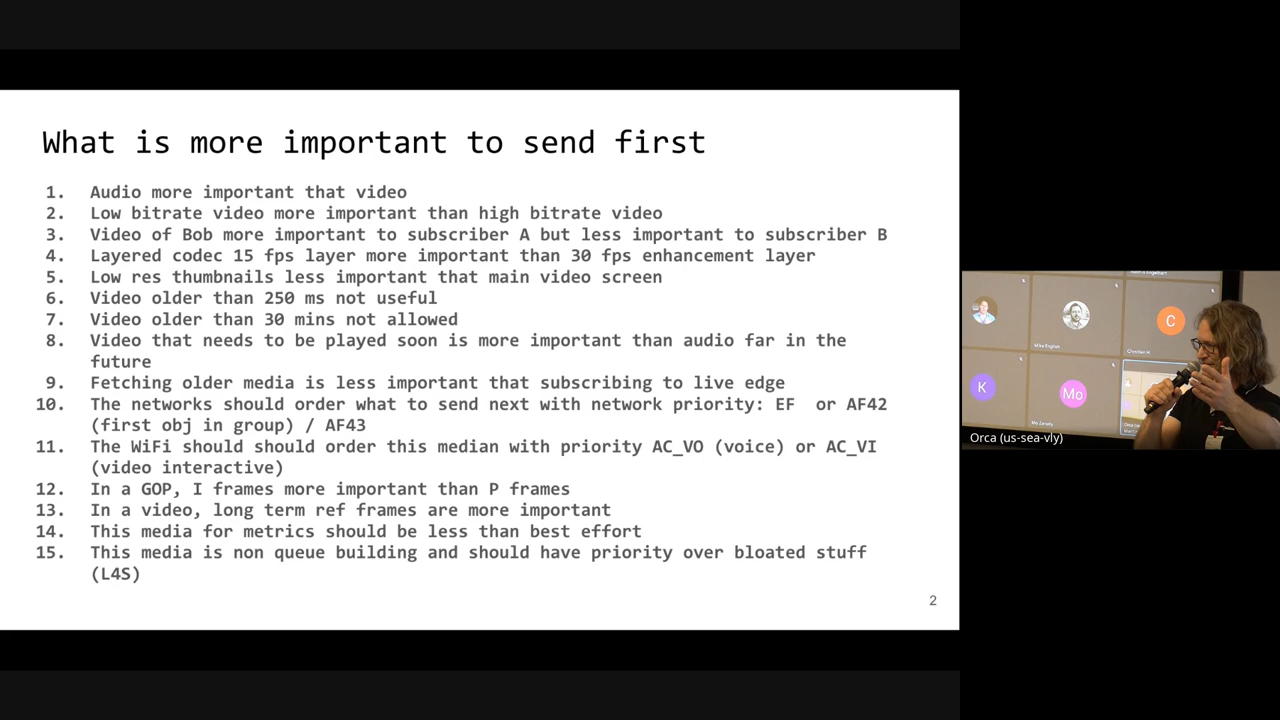 What is more important to send first
1. Audio more important that video
2. Low bitrate video more important than high bitrate video
3. Video of Bob more important to subscriber A but less important to subscriber B
4. Layered codec 15 fps layer more important than 30 fps enhancement layer
5. Low res thumbnails less important that main video screen
6. Video older than 250 ms not useful
7. Video older than 30 mins not allowed
8. Video that needs to be played soon is more important than audio far in the
future
9. Fetching older media is less important that subscribing to live edge
10. The networks should order what to send next with network priority: EF or AF42
(first obj in group) / AF43
11. The WiFi should should order this median with priority AC_VO (voice) or AC_VI
(video interactive)
12. In a GOP, I frames more important than P frames
13. In a video, long term ref frames are more important
14. This media for metrics should be less than best effort
15. This media is non queue building and should have priority over bloated stuff
(L4S)
2
C
Mike English
K
Mo
Orca (us-sea-vly)